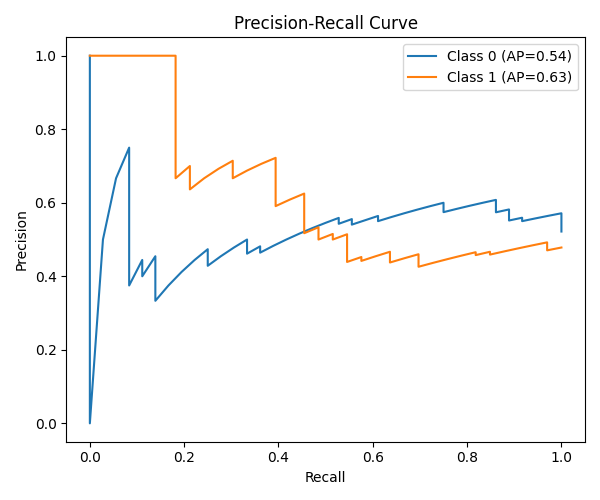 Precision-Recall Curve
Class 0 (AP=0.54)
Class 1 (AP=0.63)
Precision
1.0
0.8
0.6
0.4
0.2
0.0
0.0 0.2 0.4 0.6 0.8 1.0
Recall